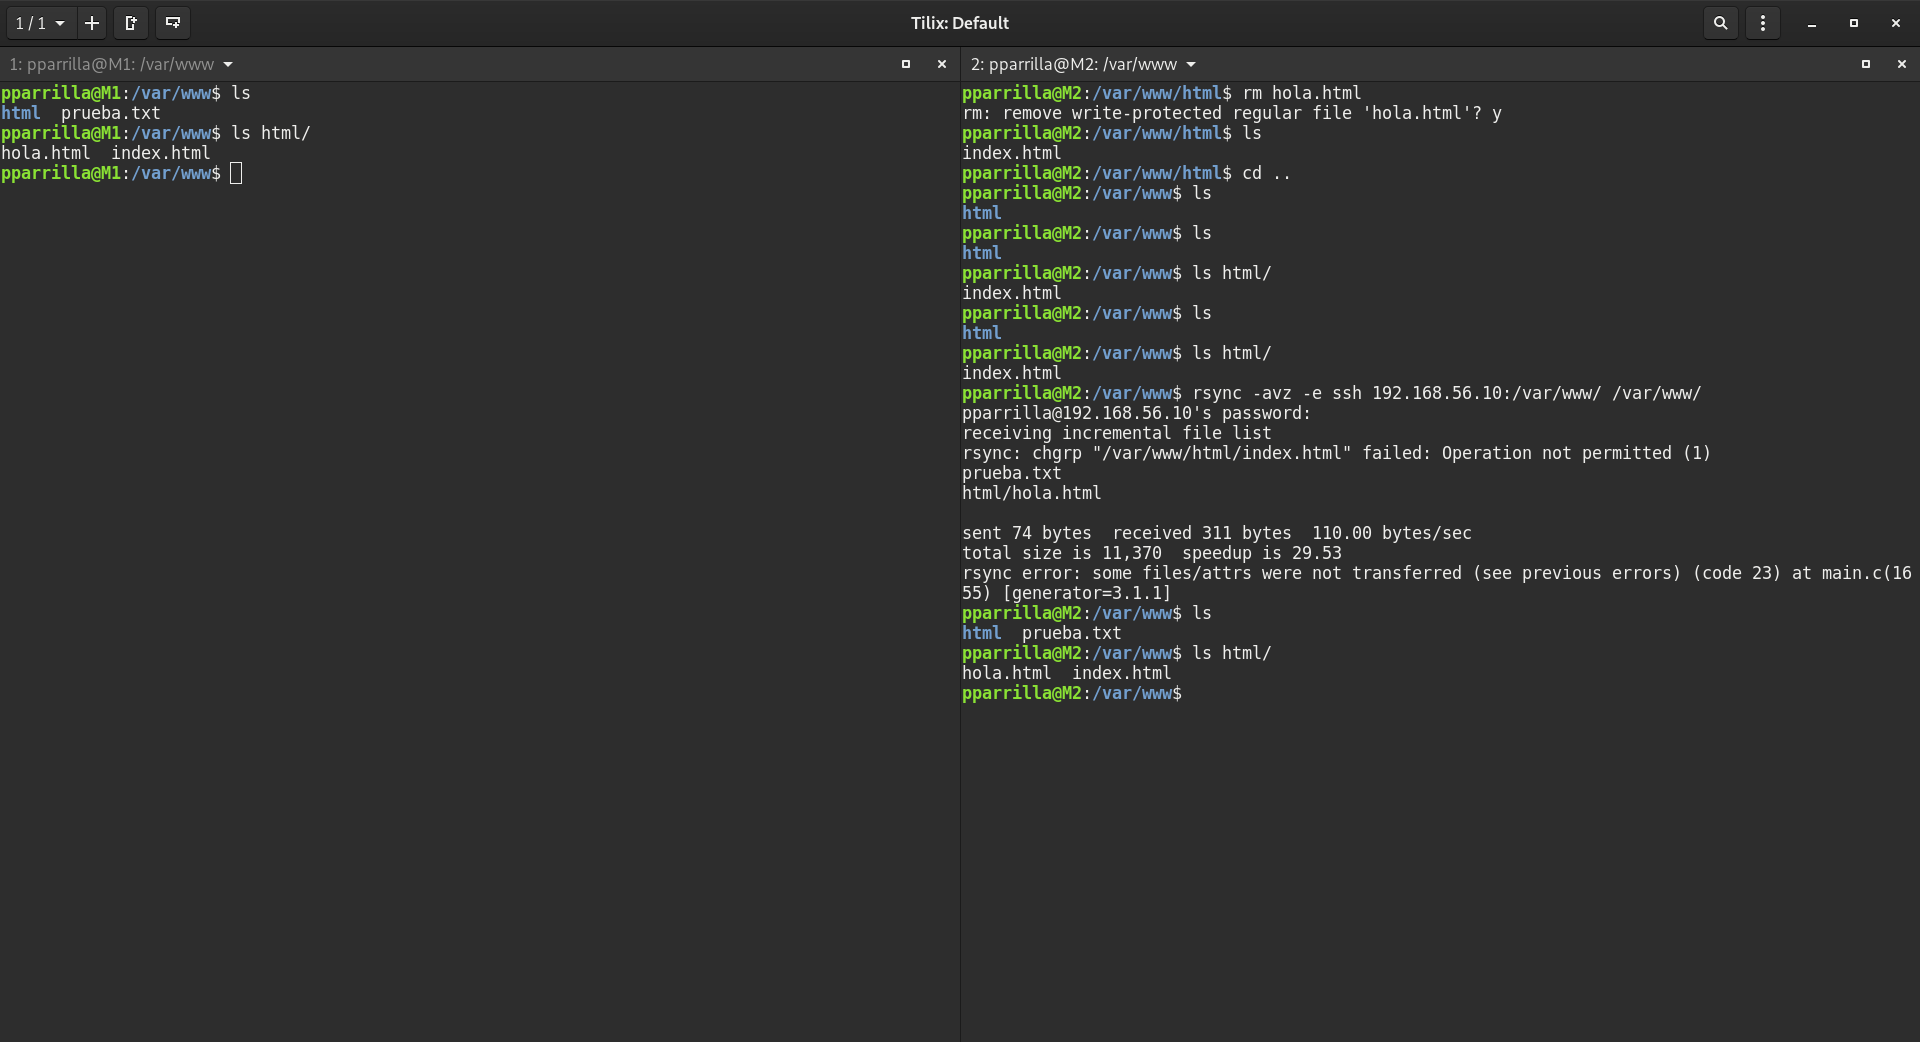 1 / 1
Tilix: Default
1: pparrilla@M1: /var/www
pparrilla@M1:/var/www$ ls
html  prueba.txt
pparrilla@M1:/var/www$ ls html/
hola.html  index.html
pparrilla@M1:/var/www$
2: pparrilla@M2: /var/www
pparrilla@M2:/var/www/html$ rm hola.html
rm: remove write-protected regular file 'hola.html'? y
pparrilla@M2:/var/www/html$ ls
index.html
pparrilla@M2:/var/www/html$ cd ..
pparrilla@M2:/var/www$ ls
html
pparrilla@M2:/var/www$ ls
html
pparrilla@M2:/var/www$ ls html/
index.html
pparrilla@M2:/var/www$ ls
html
pparrilla@M2:/var/www$ ls html/
index.html
pparrilla@M2:/var/www$ rsync -avz -e ssh 192.168.56.10:/var/www/ /var/www/
pparrilla@192.168.56.10's password:
receiving incremental file list
rsync: chgrp "/var/www/html/index.html" failed: Operation not permitted (1)
prueba.txt
html/hola.html
sent 74 bytes  received 311 bytes  110.00 bytes/sec
total size is 11,370  speedup is 29.53
rsync error: some files/attrs were not transferred (see previous errors) (code 23) at main.c(16
55) [generator=3.1.1]
pparrilla@M2:/var/www$ ls
html  prueba.txt
pparrilla@M2:/var/www$ ls html/
hola.html  index.html
pparrilla@M2:/var/www$